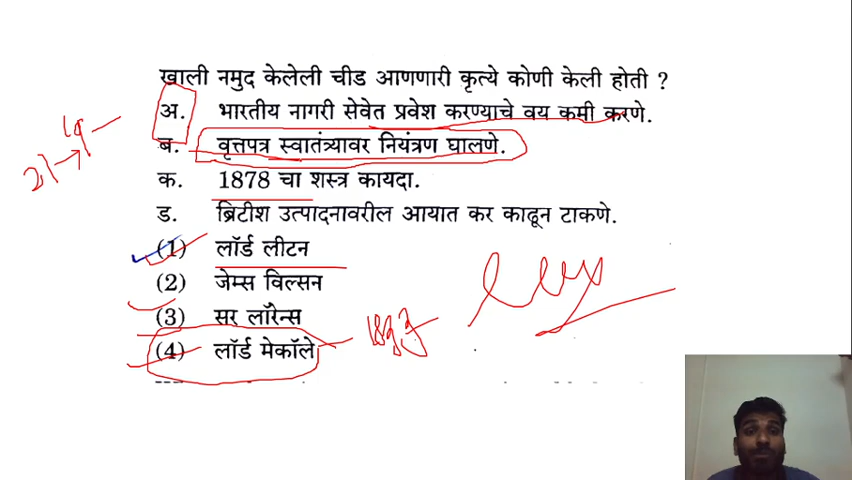 खाली नमुद केलेली चीड आणणारी कृत्ये कोणी केली होती ?
अ. भारतीय नागरी सेवेत प्रवेश करण्याचे वय कमी करणे.
ब. वृत्तपत्र स्वातंत्र्यावर नियंत्रण घालणे.
क. 1878 चा शस्त्र कायदा.
ड. ब्रिटीश उत्पादनावरील आयात कर काढून टाकणे.
(1) लॉर्ड लीटन
(2) जेम्स विल्सन
(3) सर लॉरेन्स
(4) लॉर्ड मेकॉले